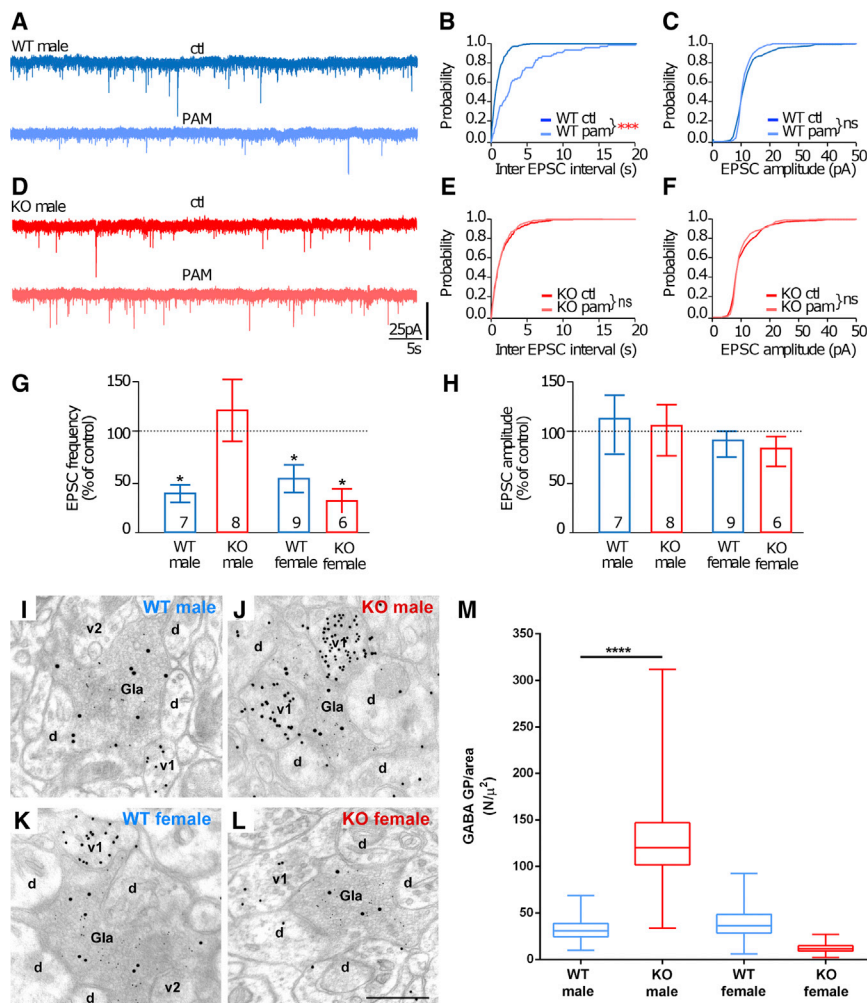 A
WT male
ctl
PAM
B
Probability
1.0
0.8
0.6
0.4
0.2
0.0
WT ctl
WT pam
}***
0 5 10 15 20
Inter EPSC interval (s)
C
Probability
1.0
0.8
0.6
0.4
0.2
0.0
WT ctl
WT pam
}ns
0 10 20 30 40 50
EPSC amplitude (pA)
D
KO male
ctl
PAM
25pA
5s
E
Probability
1.0
0.8
0.6
0.4
0.2
0.0
KO ctl
KO pam
}ns
0 5 10 15 20
Inter EPSC interval (s)
F
Probability
1.0
0.8
0.6
0.4
0.2
0.0
KO ctl
KO pam
}ns
0 10 20 30 40 50
EPSC amplitude (pA)
G
EPSC frequency
(% of control)
150
100
50
0
* * *
7 8 9 6
WT male
KO male
WT female
KO female
H
EPSC amplitude
(% of control)
150
100
50
0
7 8 9 6
WT male
KO male
WT female
KO female
I
WT male
v2
d
Gla
d
d
v1
J
KO male
v1
d
Gla
d
v1
d
d
K
WT female
v1
d
d
Gla
d
v2
L
KO female
d
v1
d
Gla
d
d
M
GABA GP/area
(N/μ²)
350
300
250
200
150
100
50
0
****
WT male
KO male
WT female
KO female